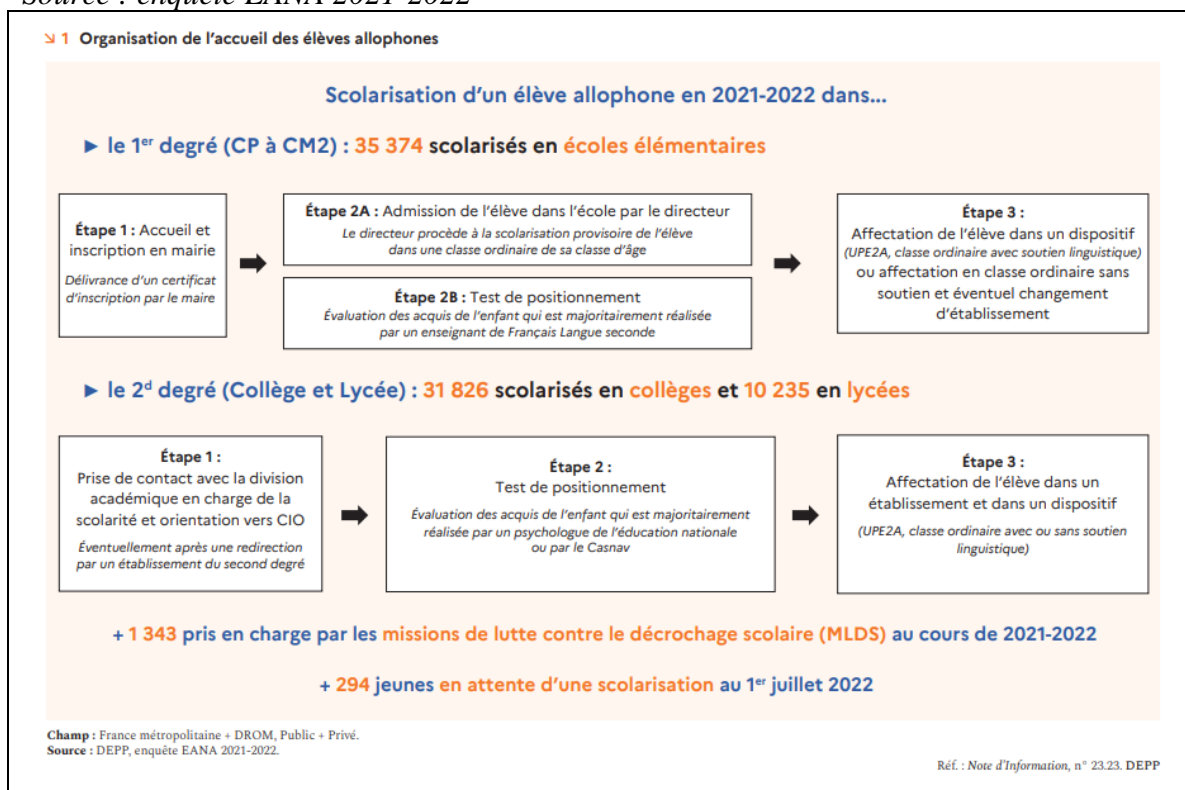 Source : enquête EANA 2021-2022
↘ 1 Organisation de l'accueil des élèves allophones
Scolarisation d'un élève allophone en 2021-2022 dans...
► le 1er degré (CP à CM2) : 35 374 scolarisés en écoles élémentaires
Étape 1 : Accueil et
inscription en mairie
Délivrance d'un certificat
d'inscription par le maire
Étape 2A : Admission de l'élève dans l'école par le directeur
Le directeur procède à la scolarisation provisoire de l'élève
dans une classe ordinaire de sa classe d'âge
Étape 2B : Test de positionnement
Évaluation des acquis de l'enfant qui est majoritairement réalisée
par un enseignant de Français Langue seconde
Étape 3 :
Affectation de l'élève dans un dispositif
(UPE2A, classe ordinaire avec soutien linguistique)
ou affectation en classe ordinaire sans
soutien et éventuel changement
d'établissement
► le 2d degré (Collège et Lycée) : 31 826 scolarisés en collèges et 10 235 en lycées
Étape 1 :
Prise de contact avec la division
académique en charge de la
scolarité et orientation vers CIO
Éventuellement après une redirection
par un établissement du second degré
Étape 2 :
Test de positionnement
Évaluation des acquis de l'enfant qui est majoritairement
réalisée par un psychologue de l'éducation nationale
ou par le Casnav
Étape 3 :
Affectation de l'élève dans un
établissement et dans un dispositif
(UPE2A, classe ordinaire avec ou sans soutien
linguistique)
+ 1 343 pris en charge par les missions de lutte contre le décrochage scolaire (MLDS) au cours de 2021-2022
+ 294 jeunes en attente d'une scolarisation au 1er juillet 2022
Champ : France métropolitaine + DROM, Public + Privé.
Source : DEPP, enquête EANA 2021-2022.
Réf. : Note d'Information, n° 23.23. DEPP